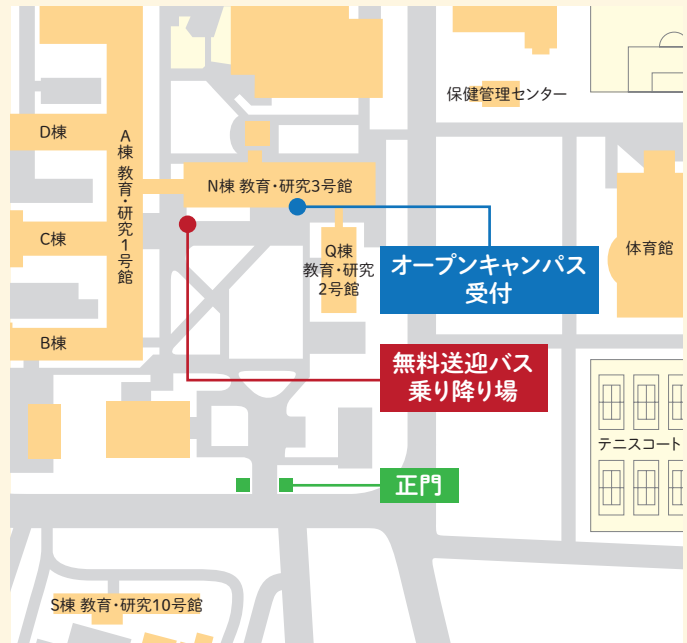 保健管理センター
D棟
A棟 教育・研究1号館
N棟 教育・研究3号館
C棟
Q棟
教育・研究
2号館
オープンキャンパス
受付
体育館
B棟
無料送迎バス
乗り降り場
テニスコート
正門
S棟 教育・研究10号館